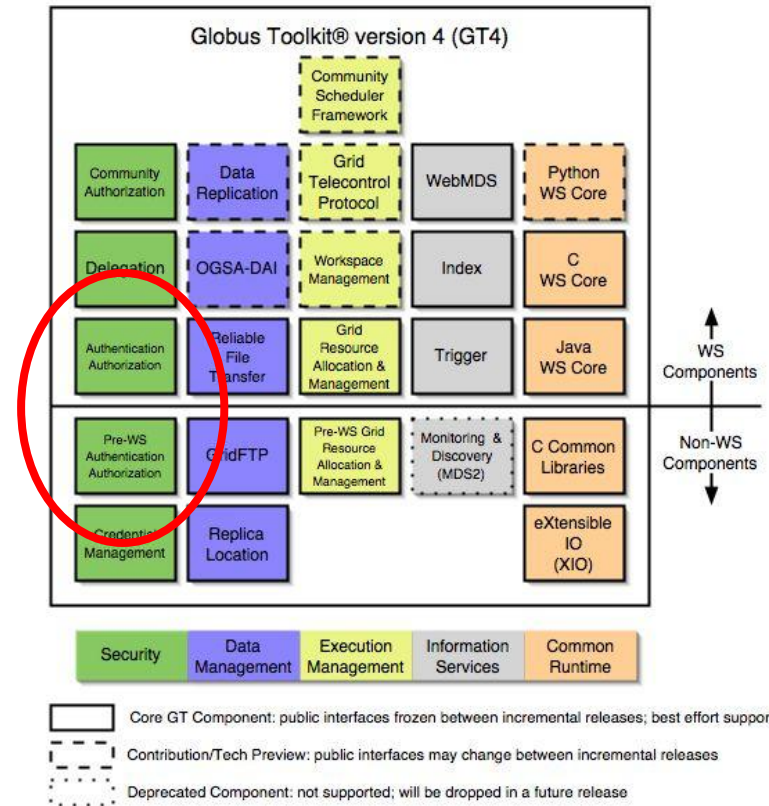 Globus Toolkit® version 4 (GT4)
Community
Scheduler
Framework
Community
Authorization
Data
Replication
Grid
Telecontrol
Protocol
WebMDS
Python
WS Core
Delegation
OGSA-DAI
Workspace
Management
Index
C
WS Core
Authentication
Authorization
Reliable
File
Transfer
Grid
Resource
Allocation &
Management
Trigger
Java
WS Core
WS
Components
Pre-WS
Authentication
Authorization
GridFTP
Pre-WS Grid
Resource
Allocation &
Management
Monitoring &
Discovery
(MDS2)
C Common
Libraries
Non-WS
Components
Credential
Management
Replica
Location
eXtensible
IO
(XIO)
Security
Data
Management
Execution
Management
Information
Services
Common
Runtime
Core GT Component: public interfaces frozen between incremental releases; best effort suppor
Contribution/Tech Preview: public interfaces may change between incremental releases
Deprecated Component: not supported; will be dropped in a future release